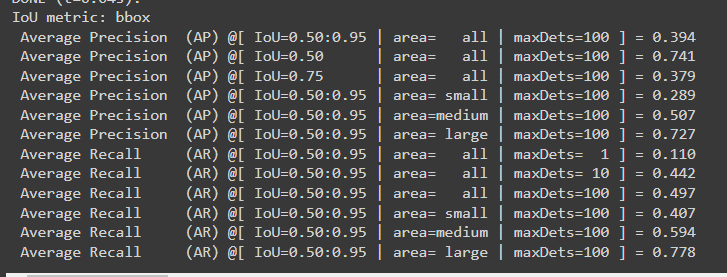 DONE (t=0.04s).
IoU metric: bbox
Average Precision  (AP) @[ IoU=0.50:0.95 | area=   all | maxDets=100 ] = 0.394
Average Precision  (AP) @[ IoU=0.50      | area=   all | maxDets=100 ] = 0.741
Average Precision  (AP) @[ IoU=0.75      | area=   all | maxDets=100 ] = 0.379
Average Precision  (AP) @[ IoU=0.50:0.95 | area= small | maxDets=100 ] = 0.289
Average Precision  (AP) @[ IoU=0.50:0.95 | area=medium | maxDets=100 ] = 0.507
Average Precision  (AP) @[ IoU=0.50:0.95 | area= large | maxDets=100 ] = 0.727
Average Recall     (AR) @[ IoU=0.50:0.95 | area=   all | maxDets=  1 ] = 0.110
Average Recall     (AR) @[ IoU=0.50:0.95 | area=   all | maxDets= 10 ] = 0.442
Average Recall     (AR) @[ IoU=0.50:0.95 | area=   all | maxDets=100 ] = 0.497
Average Recall     (AR) @[ IoU=0.50:0.95 | area= small | maxDets=100 ] = 0.407
Average Recall     (AR) @[ IoU=0.50:0.95 | area=medium | maxDets=100 ] = 0.594
Average Recall     (AR) @[ IoU=0.50:0.95 | area= large | maxDets=100 ] = 0.778